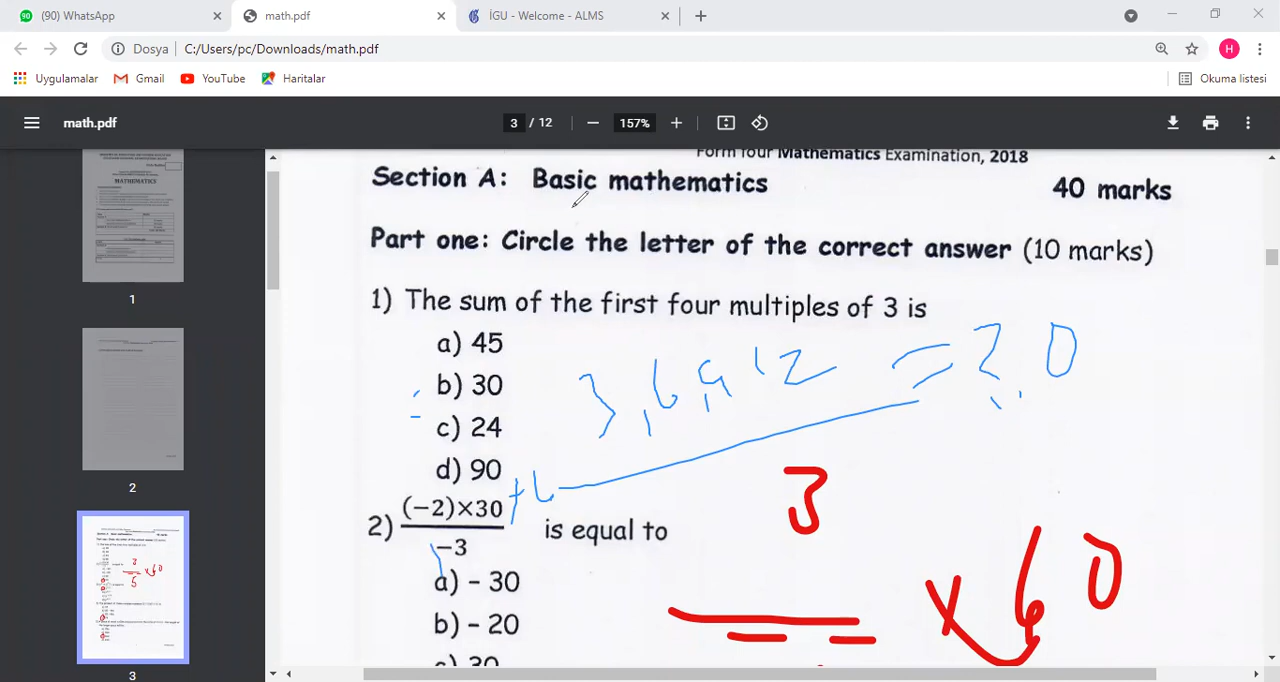 (90) WhatsApp
math.pdf
İGU - Welcome - ALMS
Dosya C:/Users/pc/Downloads/math.pdf
H
Uygulamalar Gmail YouTube Haritalar Okuma listesi
math.pdf 3 / 12 157%
Form four Mathematics Examination, 2018
Section A: Basic mathematics 40 marks
Part one: Circle the letter of the correct answer (10 marks)
1) The sum of the first four multiples of 3 is
a) 45
b) 30
c) 24
d) 90
3, 6, 9, 12 = 30
2) (-2)×30
-3
is equal to
a) - 30
b) - 20
3
× 60
1
2
3